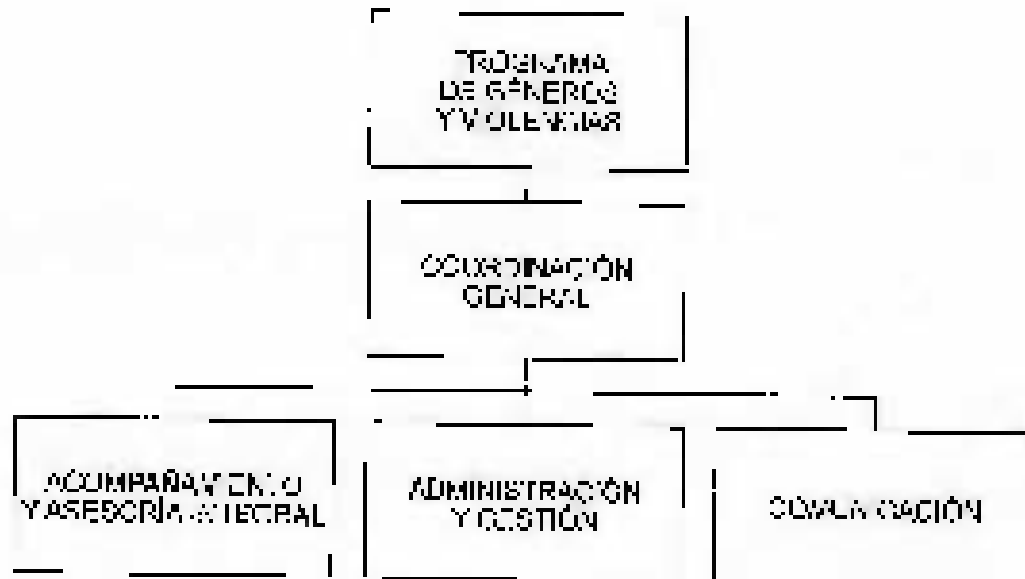 PROGRAMA
DE GÉNEROS
Y VIOLENCIAS
COORDINACIÓN
GENERAL
ACOMPAÑAMIENTO
Y ASESORÍA INTEGRAL
ADMINISTRACIÓN
Y GESTIÓN
COMUNICACIÓN